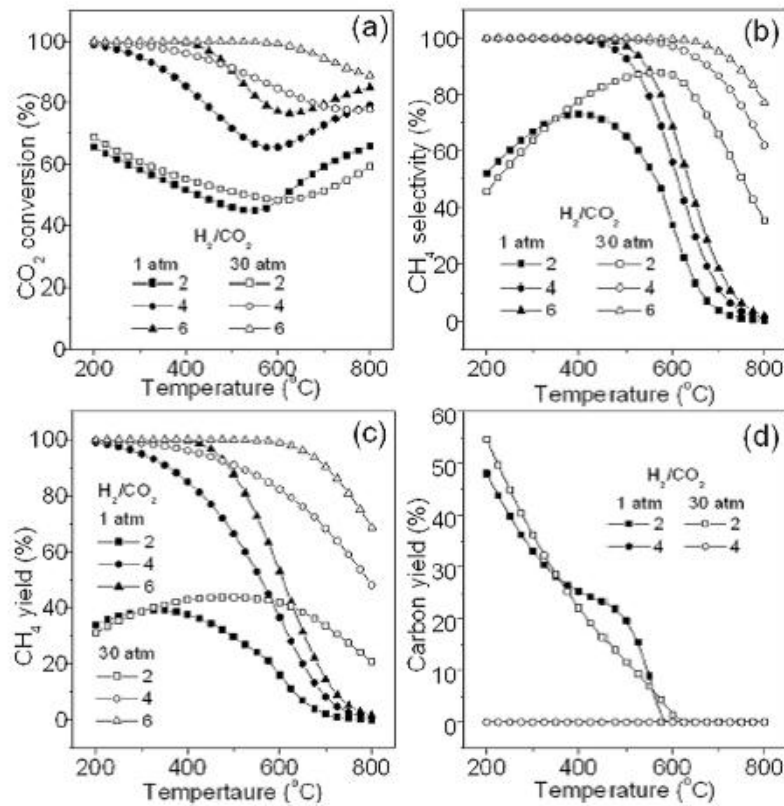 (a)
100
80
60
40
20
0
CO2 conversion (%)
H2/CO2
1 atm 30 atm
2 2
4 4
6 6
200 400 600 800
Temperature (°C)
(b)
100
80
60
40
20
0
CH4 selectivity (%)
H2/CO2
1 atm 30 atm
2 2
4 4
6 6
200 400 600 800
Temperature (°C)
(c)
100
80
60
40
20
0
CH4 yield (%)
H2/CO2
1 atm
2
4
6
30 atm
2
4
6
200 400 600 800
Tempertaure (°C)
(d)
60
50
40
30
20
10
0
Carbon yield (%)
H2/CO2
1 atm 30 atm
2 2
4 4
200 400 600 800
Temperature (°C)